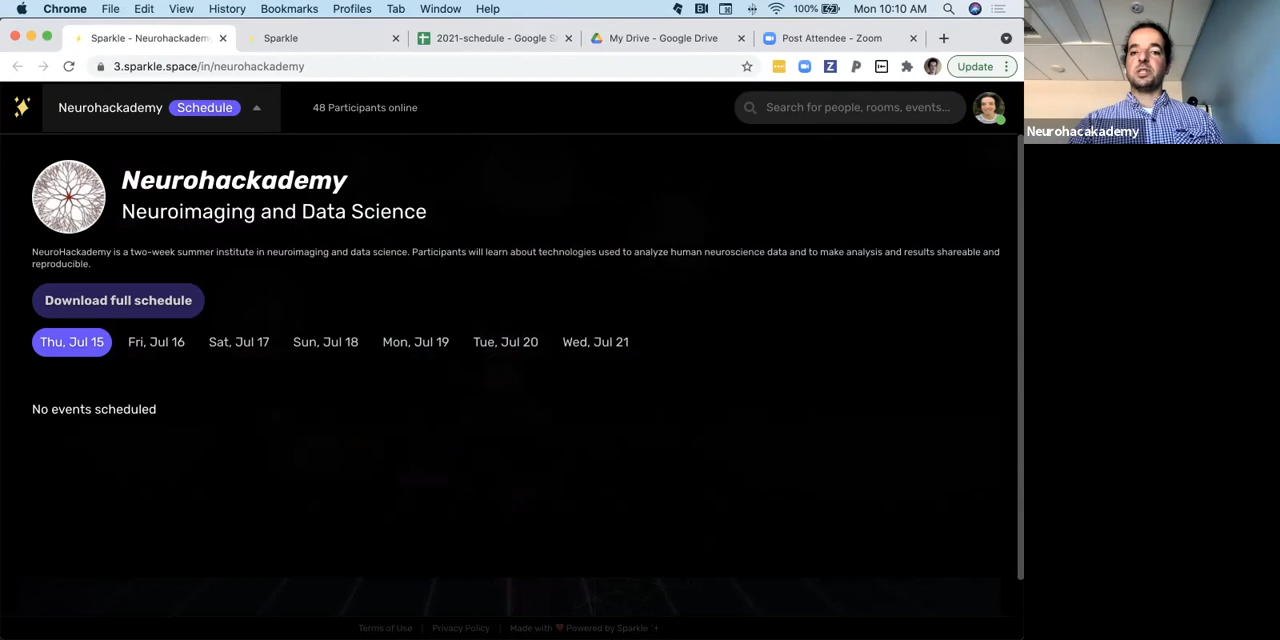 Chrome File Edit View History Bookmarks Profiles Tab Window Help 100% Mon 10:10 AM
Sparkle - Neurohackademy Sparkle 2021-schedule - Google S My Drive - Google Drive Post Attendee - Zoom
3.sparkle.space/in/neurohackademy Update
Neurohackademy Schedule 48 Participants online Search for people, rooms, events...
Neurohacakademy
Neurohackademy
Neuroimaging and Data Science
NeuroHackademy is a two-week summer institute in neuroimaging and data science. Participants will learn about technologies used to analyze human neuroscience data and to make analysis and results shareable and
reproducible.
Download full schedule
Thu, Jul 15 Fri, Jul 16 Sat, Jul 17 Sun, Jul 18 Mon, Jul 19 Tue, Jul 20 Wed, Jul 21
No events scheduled
Terms of Use | Privacy Policy | Made with ❤ Powered by Sparkle